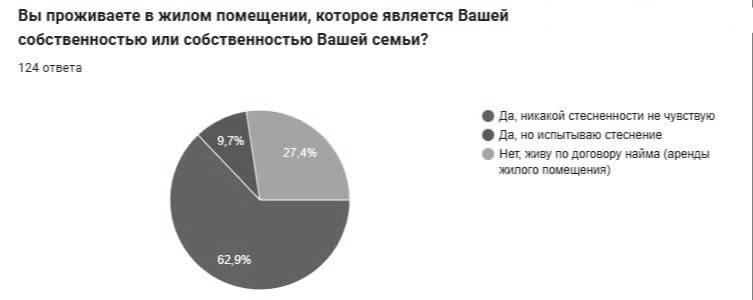 Вы проживаете в жилом помещении, которое является Вашей
собственностью или собственностью Вашей семьи?
124 ответа
Да, никакой стесненности не чувствую
Да, но испытываю стеснение
Нет, живу по договору найма (аренды
жилого помещения)
9,7%
27,4%
62,9%